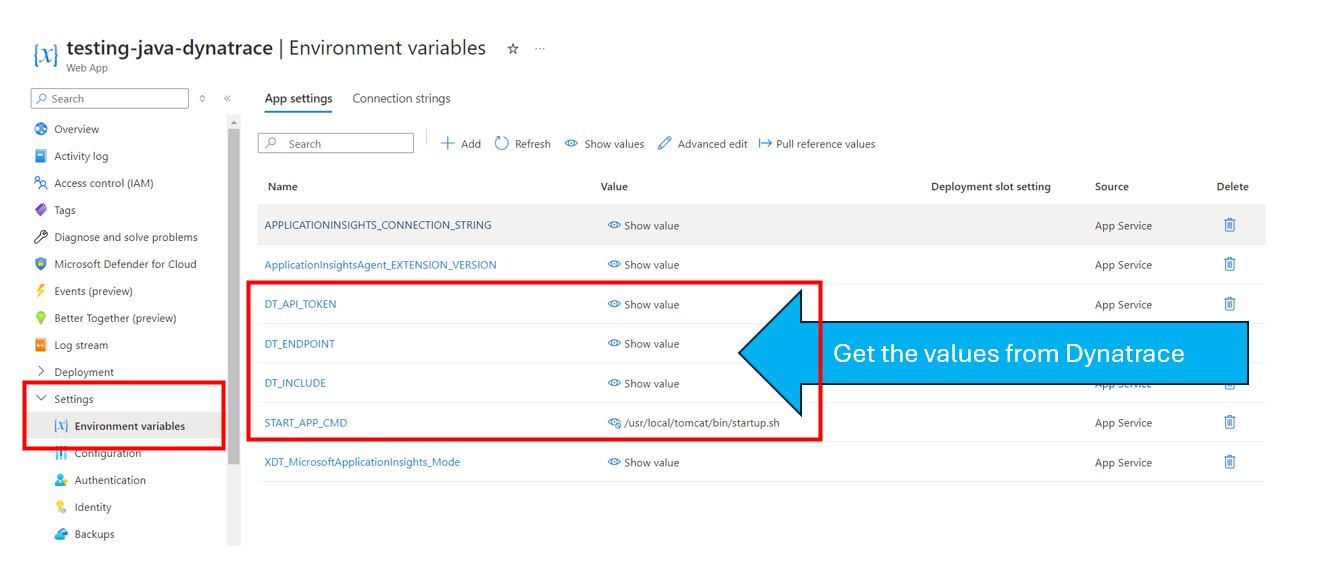 testing-java-dynatrace | Environment variables ☆ ...
Web App
Search
Overview
Activity log
Access control (IAM)
Tags
Diagnose and solve problems
Microsoft Defender for Cloud
Events (preview)
Better Together (preview)
Log stream
Deployment
Settings
Environment variables
Configuration
Authentication
Identity
Backups
App settings Connection strings
Search Add Refresh Show values Advanced edit Pull reference values
Name Value Deployment slot setting Source Delete
APPLICATIONINSIGHTS_CONNECTION_STRING Show value App Service
ApplicationInsightsAgent_EXTENSION_VERSION Show value App Service
DT_API_TOKEN Show value App Service
DT_ENDPOINT Show value
DT_INCLUDE Show value App Service
START_APP_CMD /usr/local/tomcat/bin/startup.sh App Service
XDT_MicrosoftApplicationInsights_Mode Show value App Service
Get the values from Dynatrace